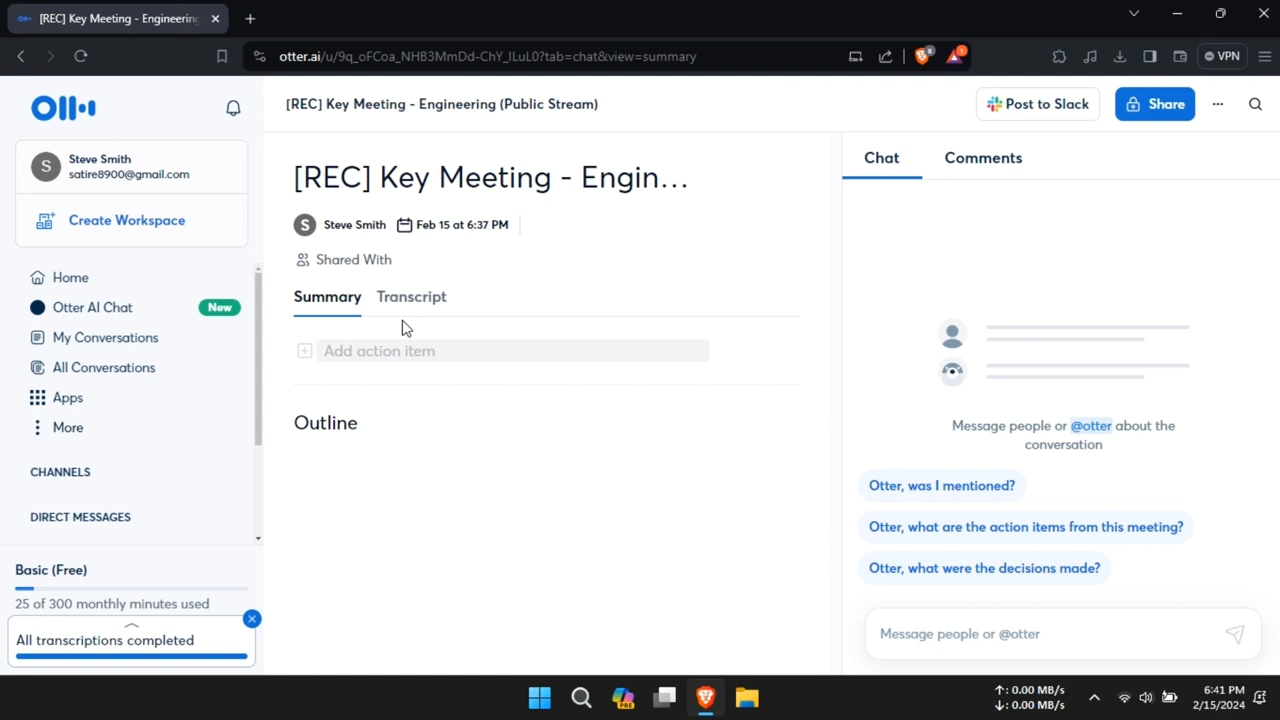 [REC] Key Meeting - Engineering
otter.ai/u/9q_oFCoa_NHB3MmDd-ChY_lLuL0?tab=chat&view=summary
8
1
VPN
[REC] Key Meeting - Engineering (Public Stream)
Post to Slack
Share
S
Steve Smith
satire8900@gmail.com
Create Workspace
Home
Otter AI Chat
New
My Conversations
All Conversations
Apps
More
CHANNELS
DIRECT MESSAGES
Basic (Free)
25 of 300 monthly minutes used
All transcriptions completed
[REC] Key Meeting - Engin...
S
Steve Smith
Feb 15 at 6:37 PM
Shared With
Summary
Transcript
Add action item
Outline
Chat
Comments
Message people or @otter about the
conversation
Otter, was I mentioned?
Otter, what are the action items from this meeting?
Otter, what were the decisions made?
Message people or @otter
PRE
↑: 0.00 MB/s
↓: 0.00 MB/s
6:41 PM
2/15/2024